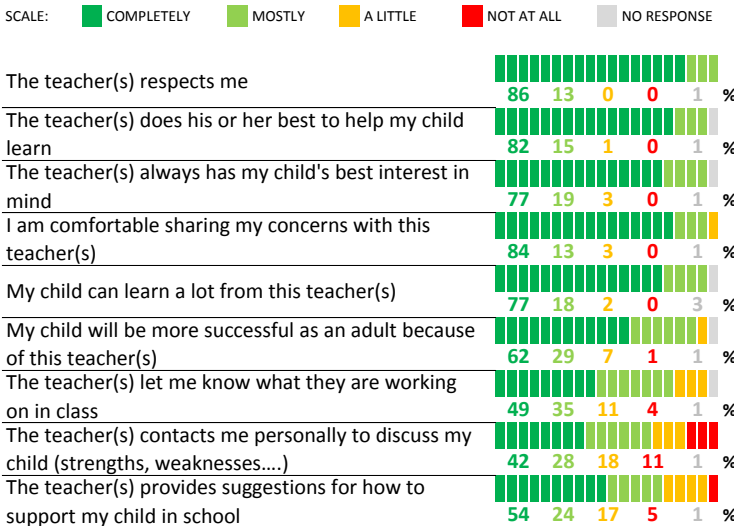 SCALE: COMPLETELY MOSTLY A LITTLE NOT AT ALL NO RESPONSE
The teacher(s) respects me
86 13 0 0 1 %
The teacher(s) does his or her best to help my child
learn
82 15 1 0 1 %
The teacher(s) always has my child's best interest in
mind
77 19 3 0 1 %
I am comfortable sharing my concerns with this
teacher(s)
84 13 3 0 1 %
My child can learn a lot from this teacher(s)
77 18 2 0 3 %
My child will be more successful as an adult because
of this teacher(s)
62 29 7 1 1 %
The teacher(s) let me know what they are working
on in class
49 35 11 4 1 %
The teacher(s) contacts me personally to discuss my
child (strengths, weaknesses....)
42 28 18 11 1 %
The teacher(s) provides suggestions for how to
support my child in school
54 24 17 5 1 %